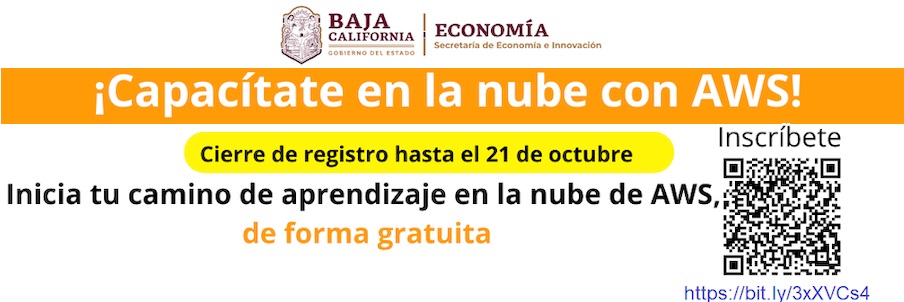 BAJA
CALIFORNIA
GOBIERNO DEL ESTADO
ECONOMÍA
Secretaría de Economía e Innovación
¡Capacítate en la nube con AWS!
Cierre de registro hasta el 21 de octubre
Inscríbete
Inicia tu camino de aprendizaje en la nube de AWS,
de forma gratuita
https://bit.ly/3xXVCs4